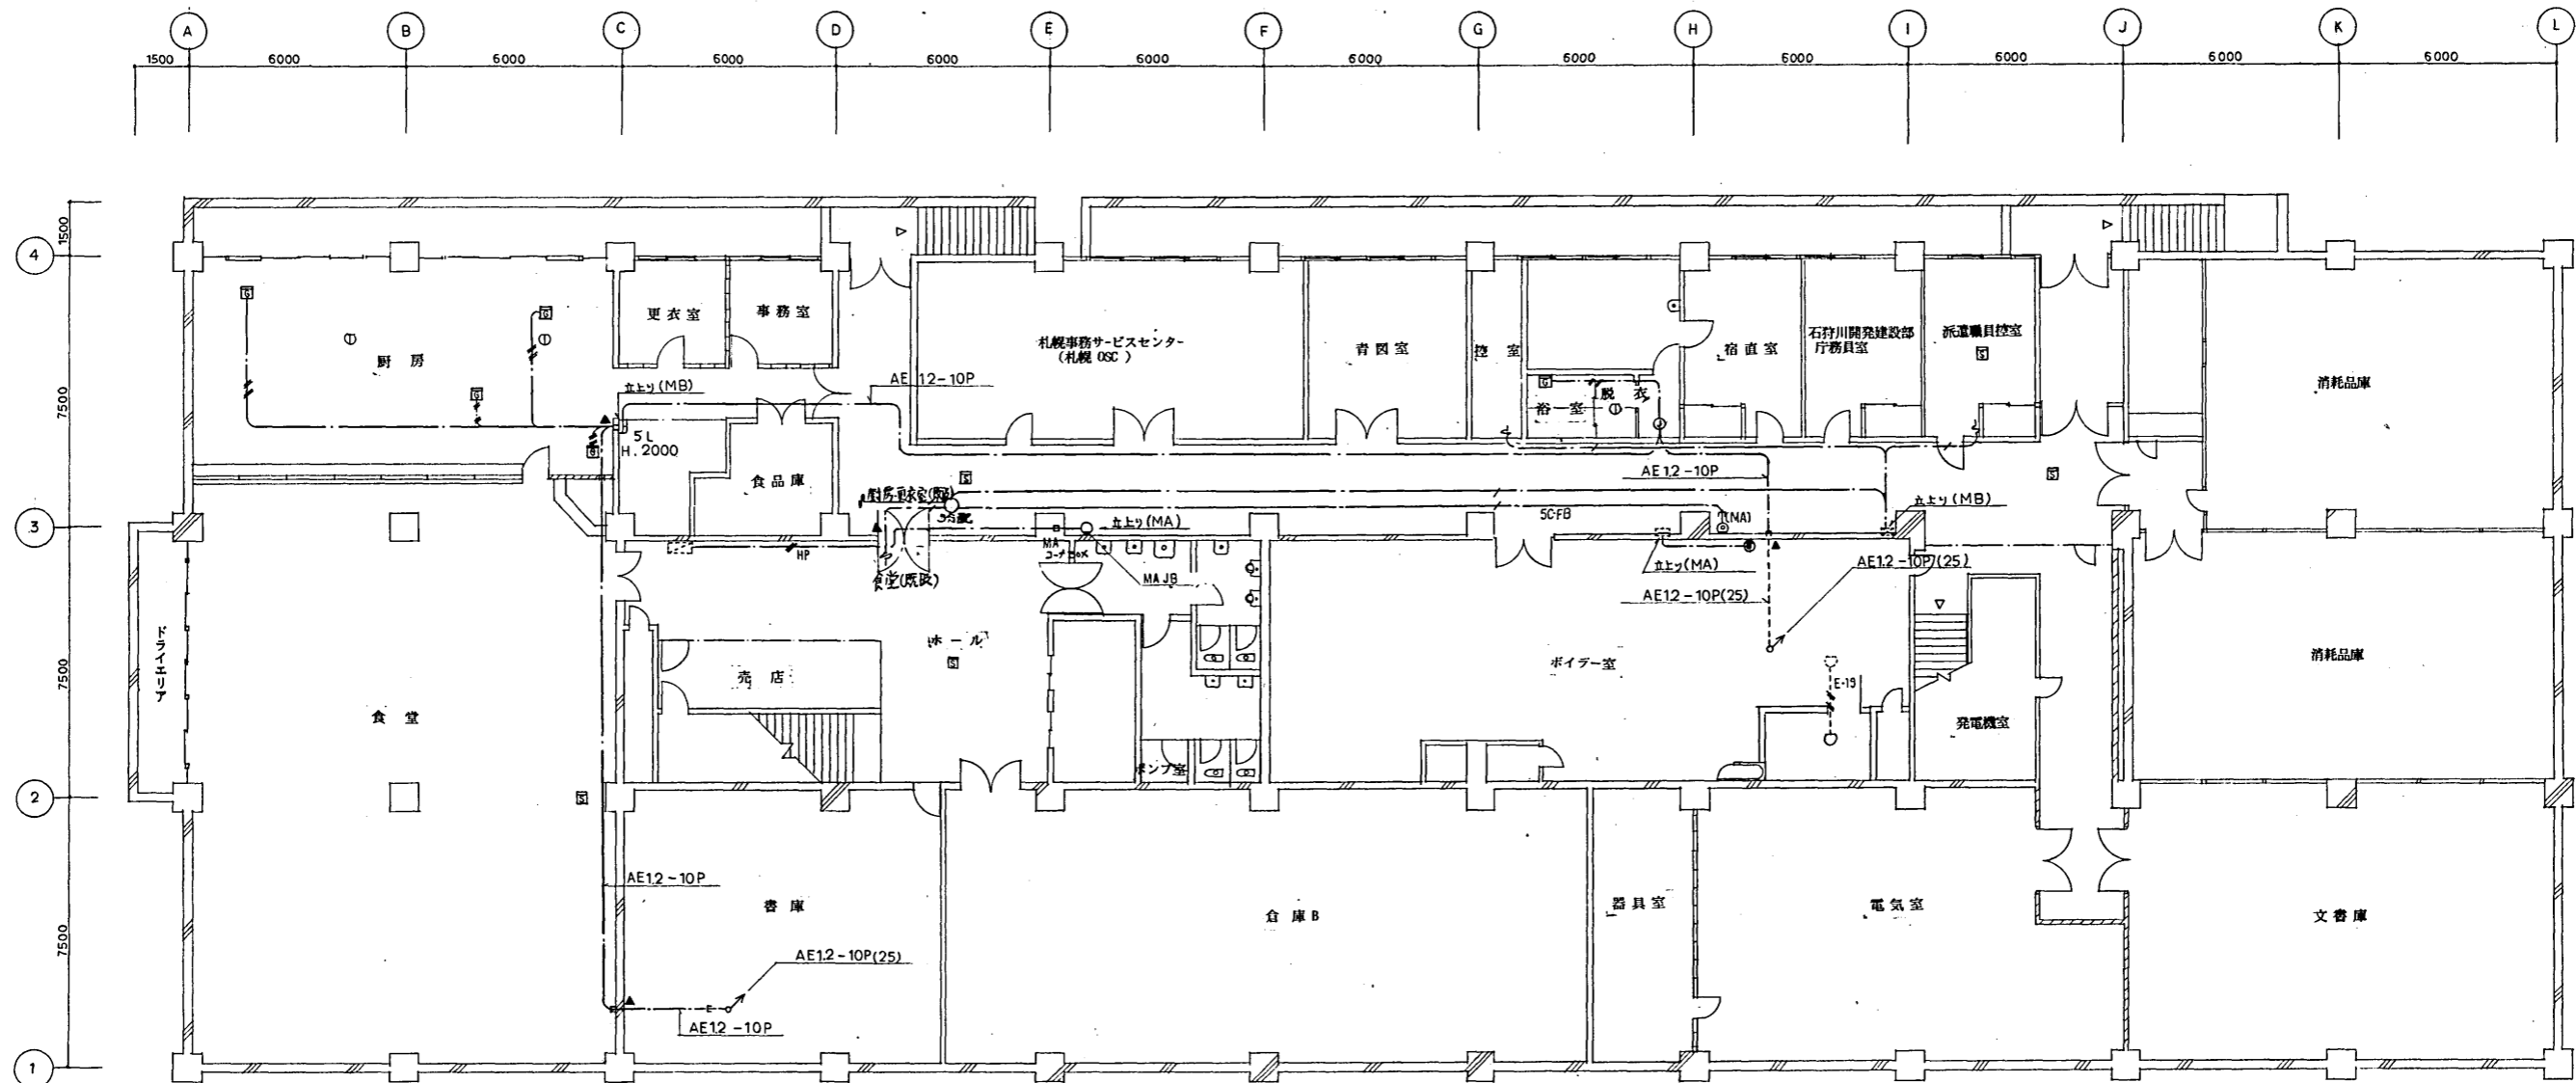 A B C D E F G H I J K L
1500 6000 6000 6000 6000 6000 6000 6000 6000 6000 6000 6000
1500
4
7500
3
7500
2
7500
1
厨房
更衣室
事務室
札幌事務サービスセンター
(札幌 OSC)
青図室
控室
宿直室
石狩川開発建設部
庁務員室
派遣職員控室
消耗品庫
脱衣
浴室
立上り(MB)
AE 1.2-10P
5L
H.2000
食品庫
AE 1.2-10P
立上り(MB)
5C-FB
(MA)
立上り(MA)
HP
MA
MA JB
食堂(既設)
立上り(MA)
AE1.2-10P(25)
AE1.2-10P(25)
ドライエリア
食堂
売店
ホール
ボイラー室
E-19
発電機室
消耗品庫
ポンプ室
AE1.2-10P
書庫
倉庫B
器具室
電気室
文書庫
AE1.2-10P(25)
AE1.2-10P